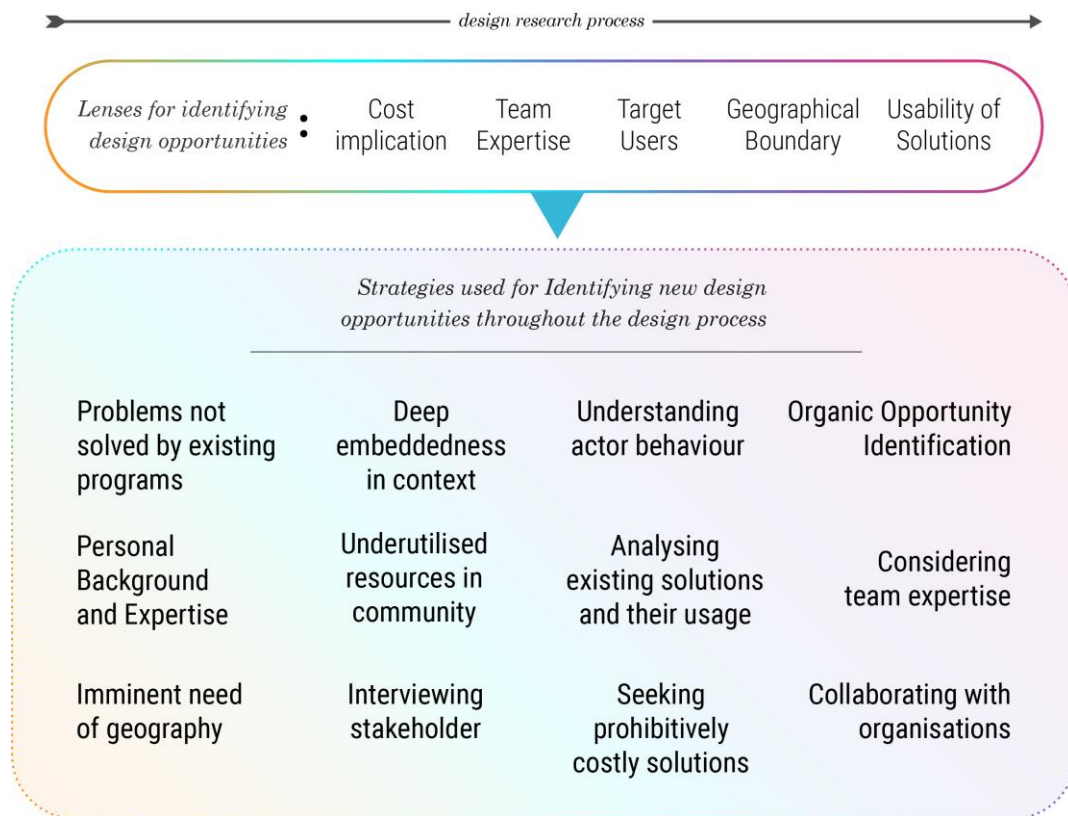 design research process
Lenses for identifying
design opportunities :
Cost
implication
Team
Expertise
Target
Users
Geographical
Boundary
Usability of
Solutions
Strategies used for Identifying new design
opportunities throughout the design process
Problems not
solved by existing
programs
Deep
embeddedness
in context
Understanding
actor behaviour
Organic Opportunity
Identification
Personal
Background
and Expertise
Underutilised
resources in
community
Analysing
existing solutions
and their usage
Considering
team expertise
Imminent need
of geography
Interviewing
stakeholder
Seeking
prohibitively
costly solutions
Collaborating with
organisations